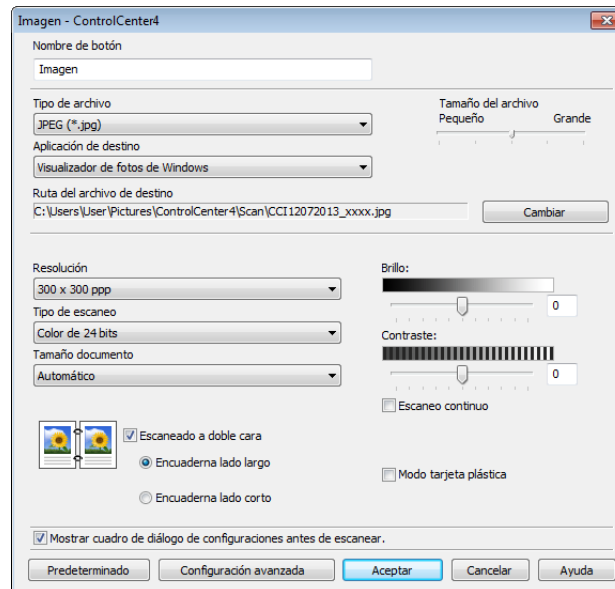 Imagen - ControlCenter4
Nombre de botón
Imagen
Tipo de archivo
JPEG (*.jpg)
Tamaño del archivo
Pequeño Grande
Aplicación de destino
Visualizador de fotos de Windows
Ruta del archivo de destino
C:\Users\User\Pictures\ControlCenter4\Scan\CCI12072013_xxxx.jpg
Cambiar
Resolución
300 x 300 ppp
Tipo de escaneo
Color de 24 bits
Tamaño documento
Automático
Brillo:
0
Contraste:
0
Escaneo continuo
Escaneado a doble cara
Encuaderna lado largo
Encuaderna lado corto
Modo tarjeta plástica
Mostrar cuadro de diálogo de configuraciones antes de escanear.
Predeterminado Configuración avanzada Aceptar Cancelar Ayuda